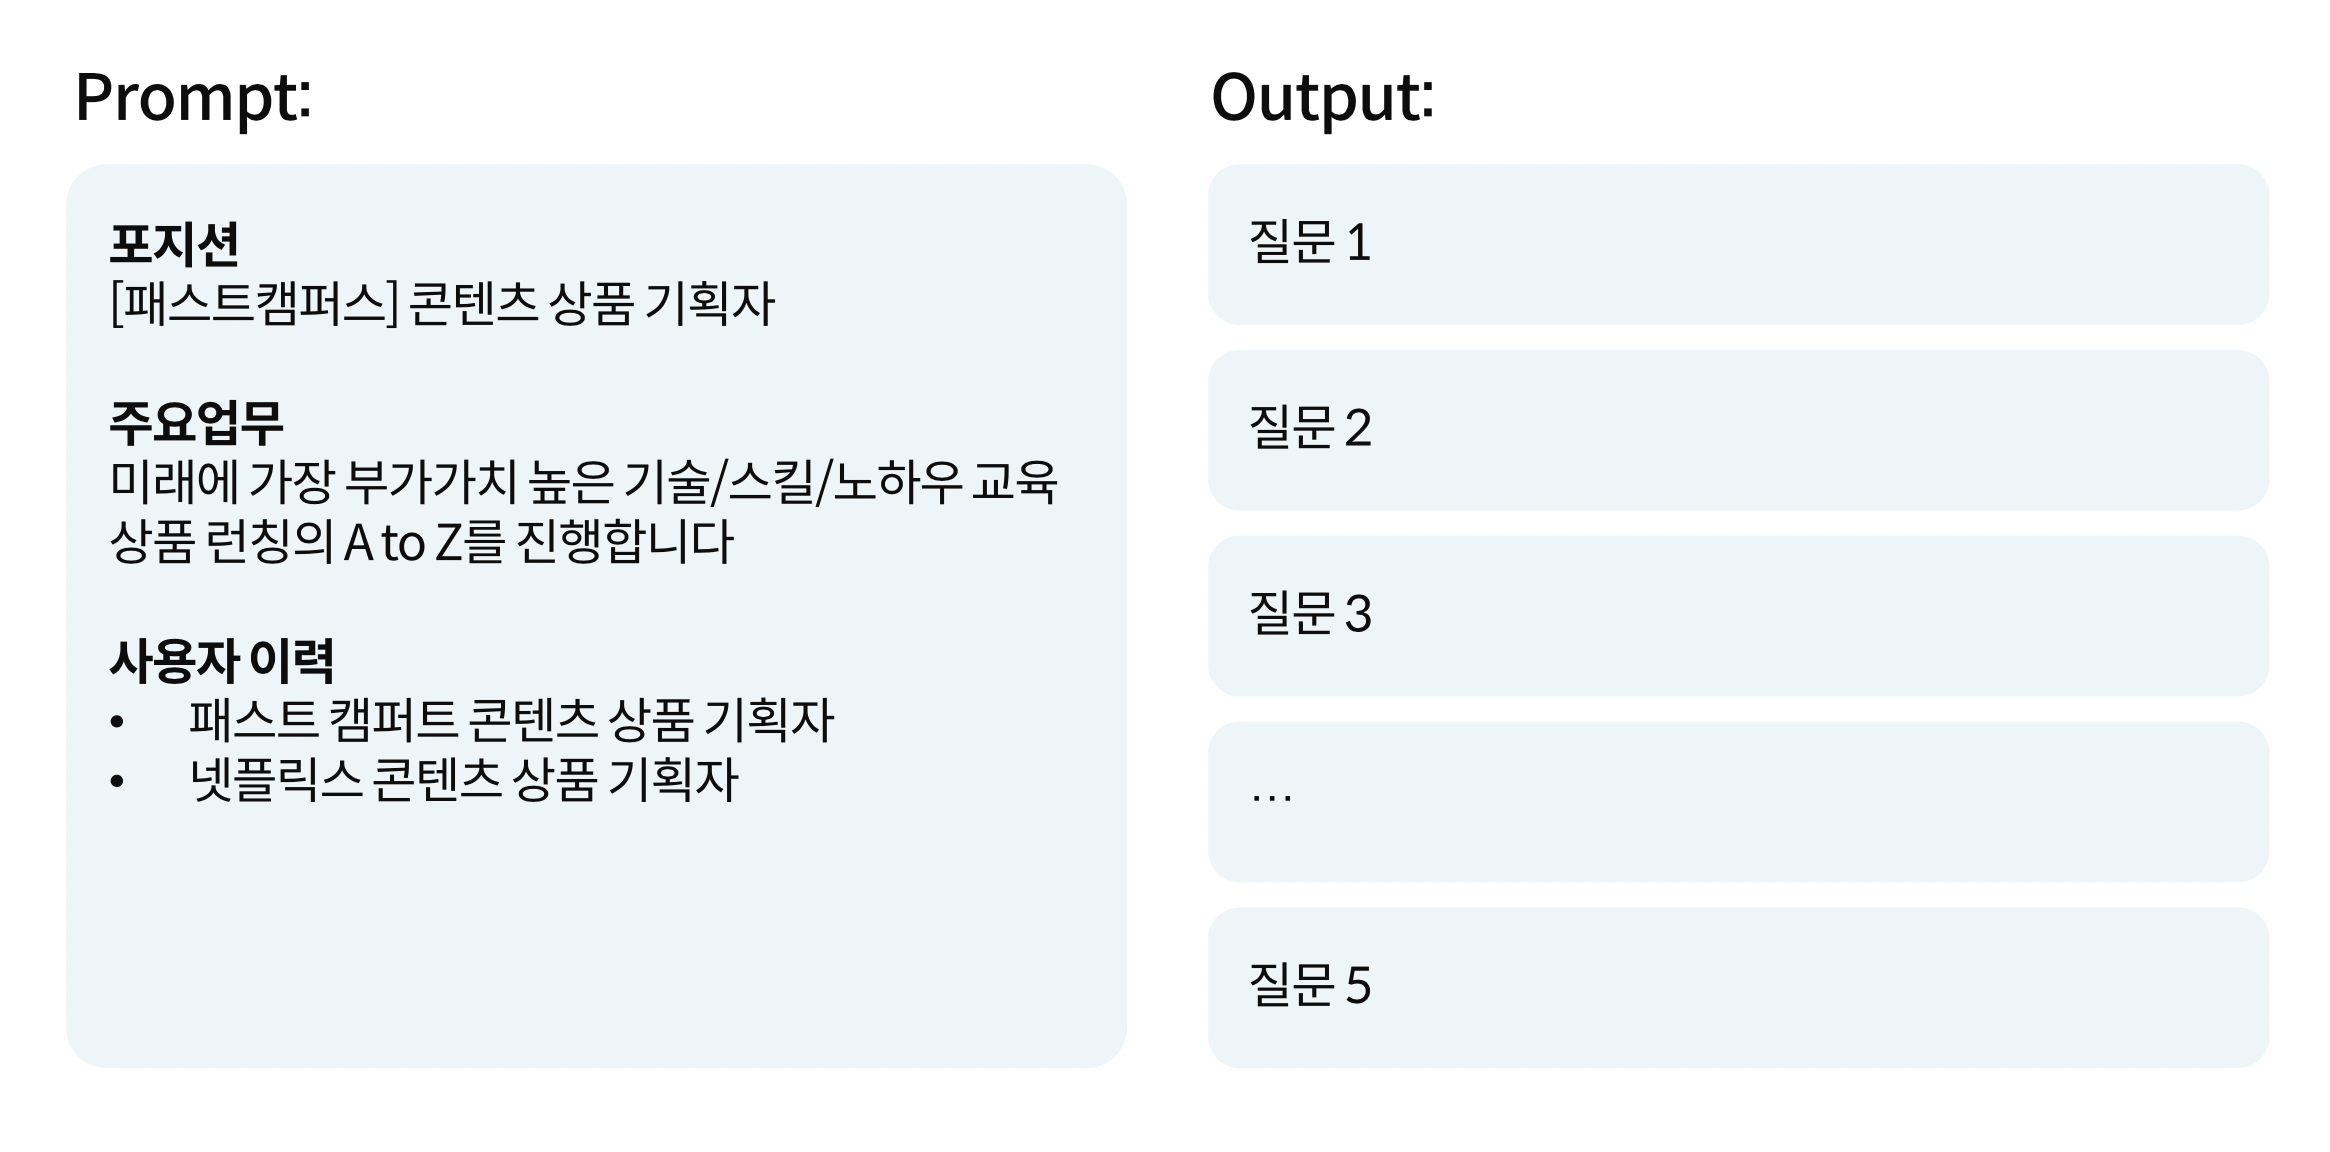 Prompt:
포지션
[패스트캠퍼스] 콘텐츠 상품 기획자
주요업무
미래에 가장 부가가치 높은 기술/스킬/노하우 교육
상품 런칭의 A to Z를 진행합니다
사용자 이력
• 패스트 캠퍼트 콘텐츠 상품 기획자
• 넷플릭스 콘텐츠 상품 기획자
Output:
질문 1
질문 2
질문 3
…
질문 5